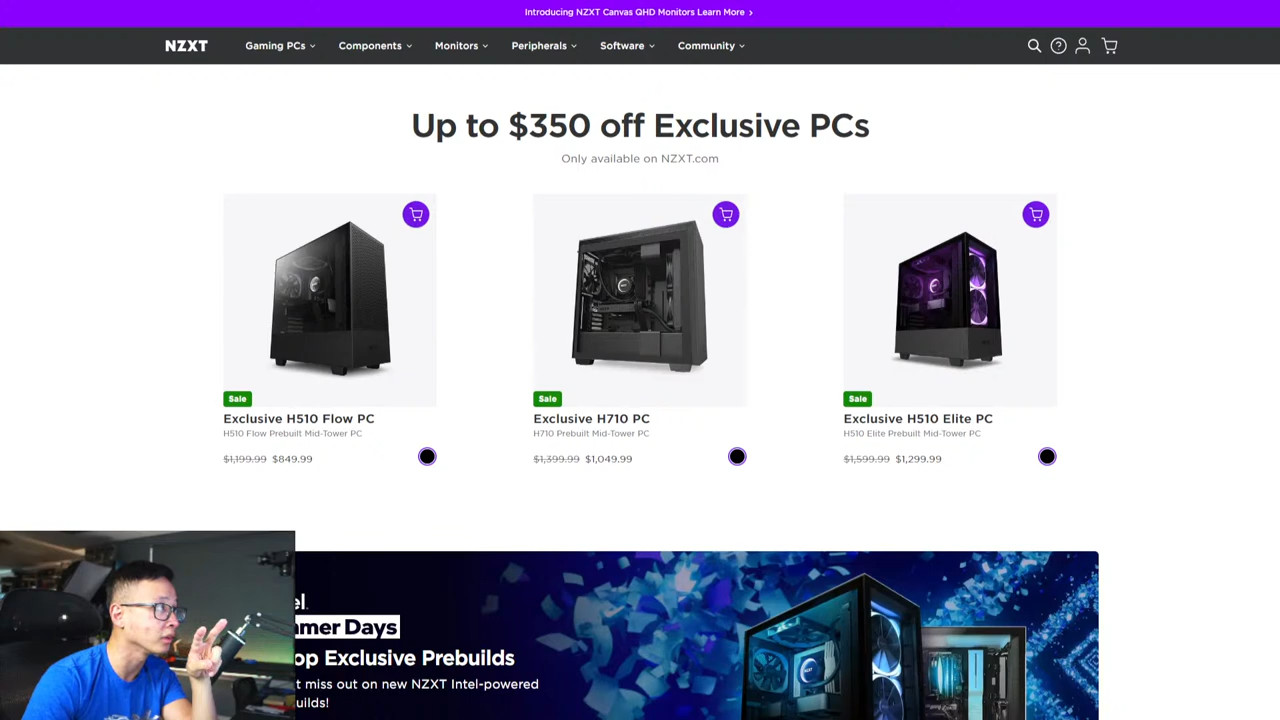 Introducing NZXT Canvas QHD Monitors Learn More
NZXT Gaming PCs Components Monitors Peripherals Software Community
Up to $350 off Exclusive PCs
Only available on NZXT.com
Sale
Exclusive H510 Flow PC
H510 Flow Prebuilt Mid-Tower PC
$1,199.99 $849.99
Sale
Exclusive H710 PC
H710 Prebuilt Mid-Tower PC
$1,399.99 $1,049.99
Sale
Exclusive H510 Elite PC
H510 Elite Prebuilt Mid-Tower PC
$1,599.99 $1,299.99
el.
amer Days
op Exclusive Prebuilds
t miss out on new NZXT Intel-powered
uilds!